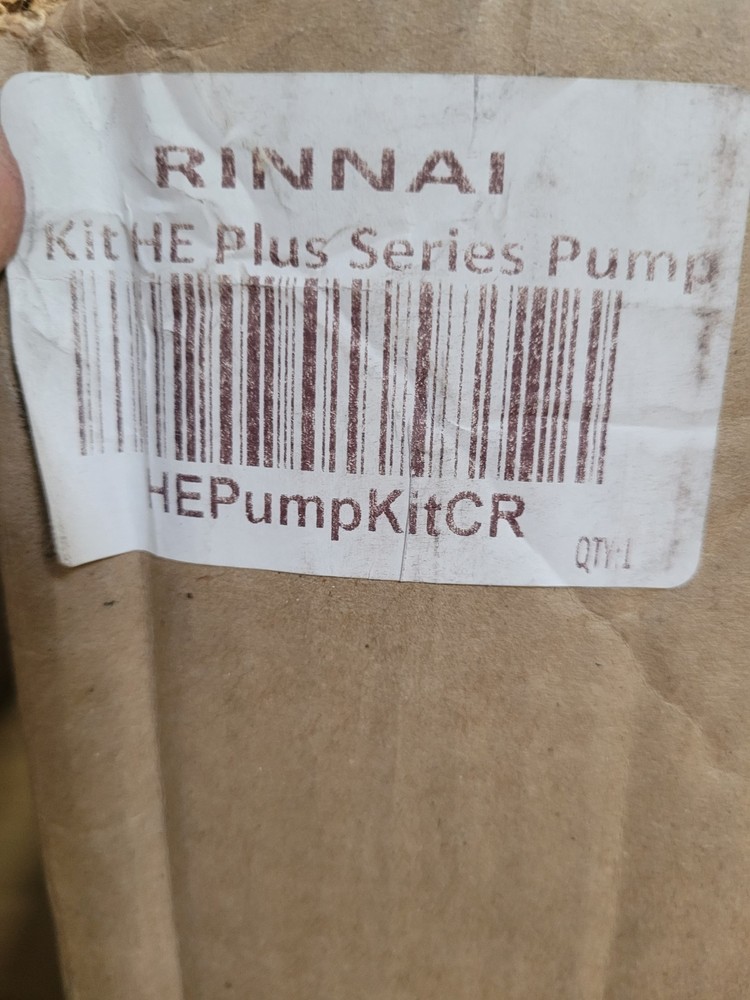 RINNAI
Kit HE Plus Series Pump
HEPumpKitCR
QTY:1